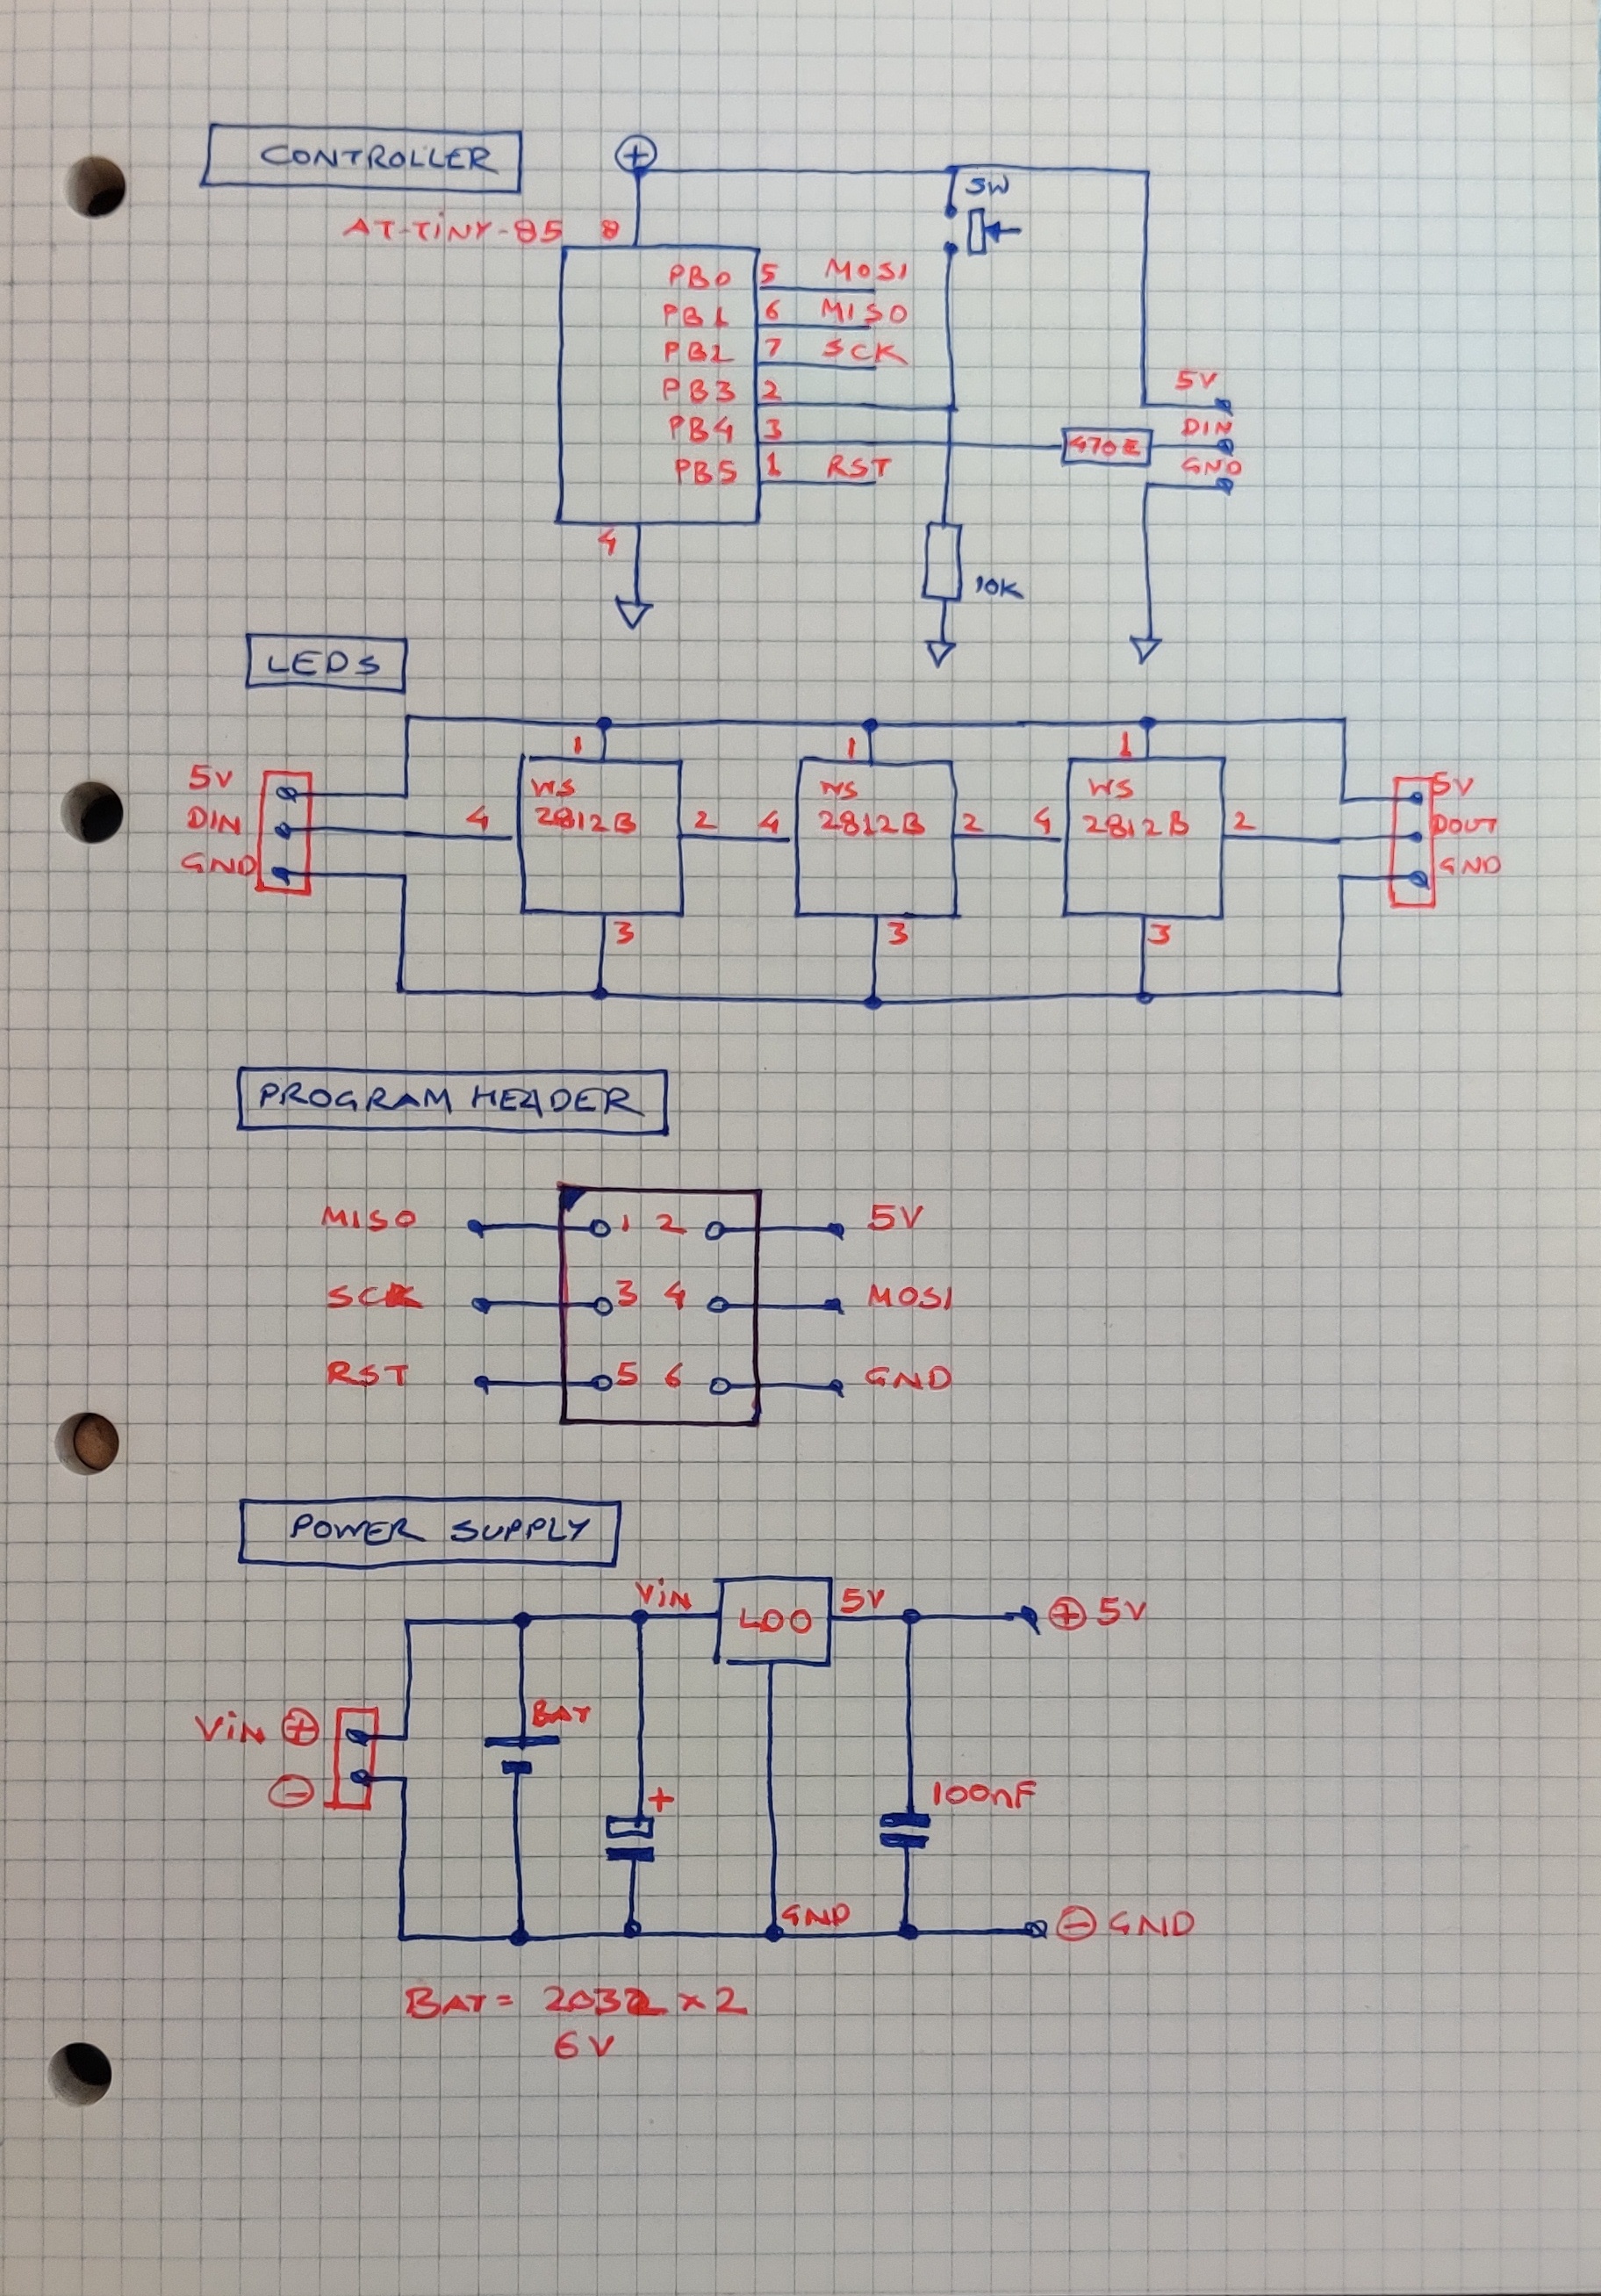 CONTROLLER
+
SW
AT-TINY-85 8
PB0 5 MOSI
PB1 6 MISO
PB2 7 SCK
PB3 2
5V
PB4 3
470E
DIN
PB5 1 RST
GND
4
10K
LEDS
1 1 1
5V WS WS WS 5V
DIN 4 2812B 2 4 2812B 2 4 2812B 2 DOUT
GND GND
3 3 3
PROGRAM HEADER
MISO 1 2 5V
SCK 3 4 MOSI
RST 5 6 GND
POWER SUPPLY
VIN LDO 5V + 5V
BAT
VIN +
-
+ 100nF
GND - GND
BAT = 2032 x 2
6V